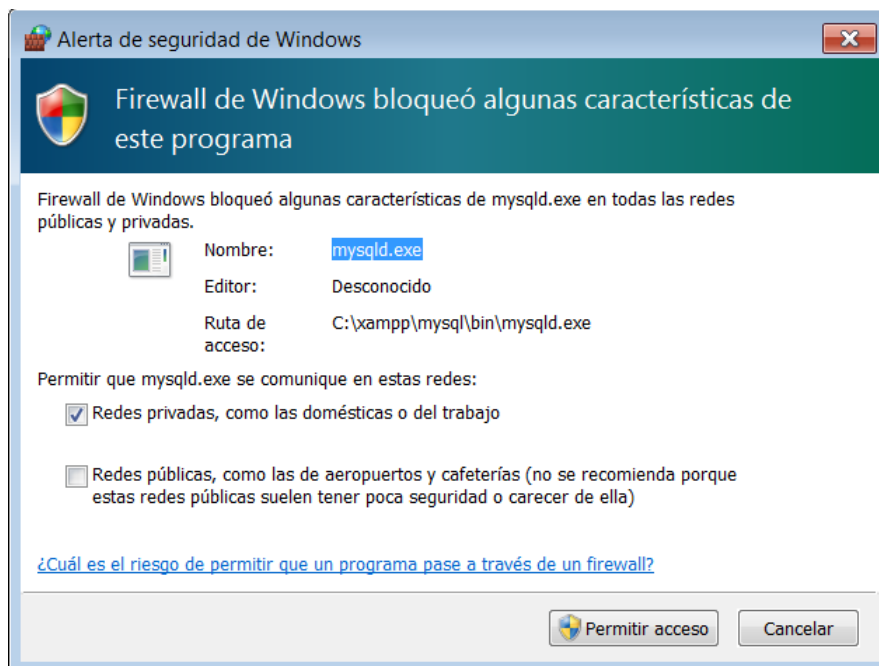 Alerta de seguridad de Windows
Firewall de Windows bloqueó algunas características de
este programa
Firewall de Windows bloqueó algunas características de mysqld.exe en todas las redes
públicas y privadas.
Nombre: mysqld.exe
Editor: Desconocido
Ruta de C:\xampp\mysql\bin\mysqld.exe
acceso:
Permitir que mysqld.exe se comunique en estas redes:
Redes privadas, como las domésticas o del trabajo
Redes públicas, como las de aeropuertos y cafeterías (no se recomienda porque
estas redes públicas suelen tener poca seguridad o carecer de ella)
¿Cuál es el riesgo de permitir que un programa pase a través de un firewall?
Permitir acceso Cancelar